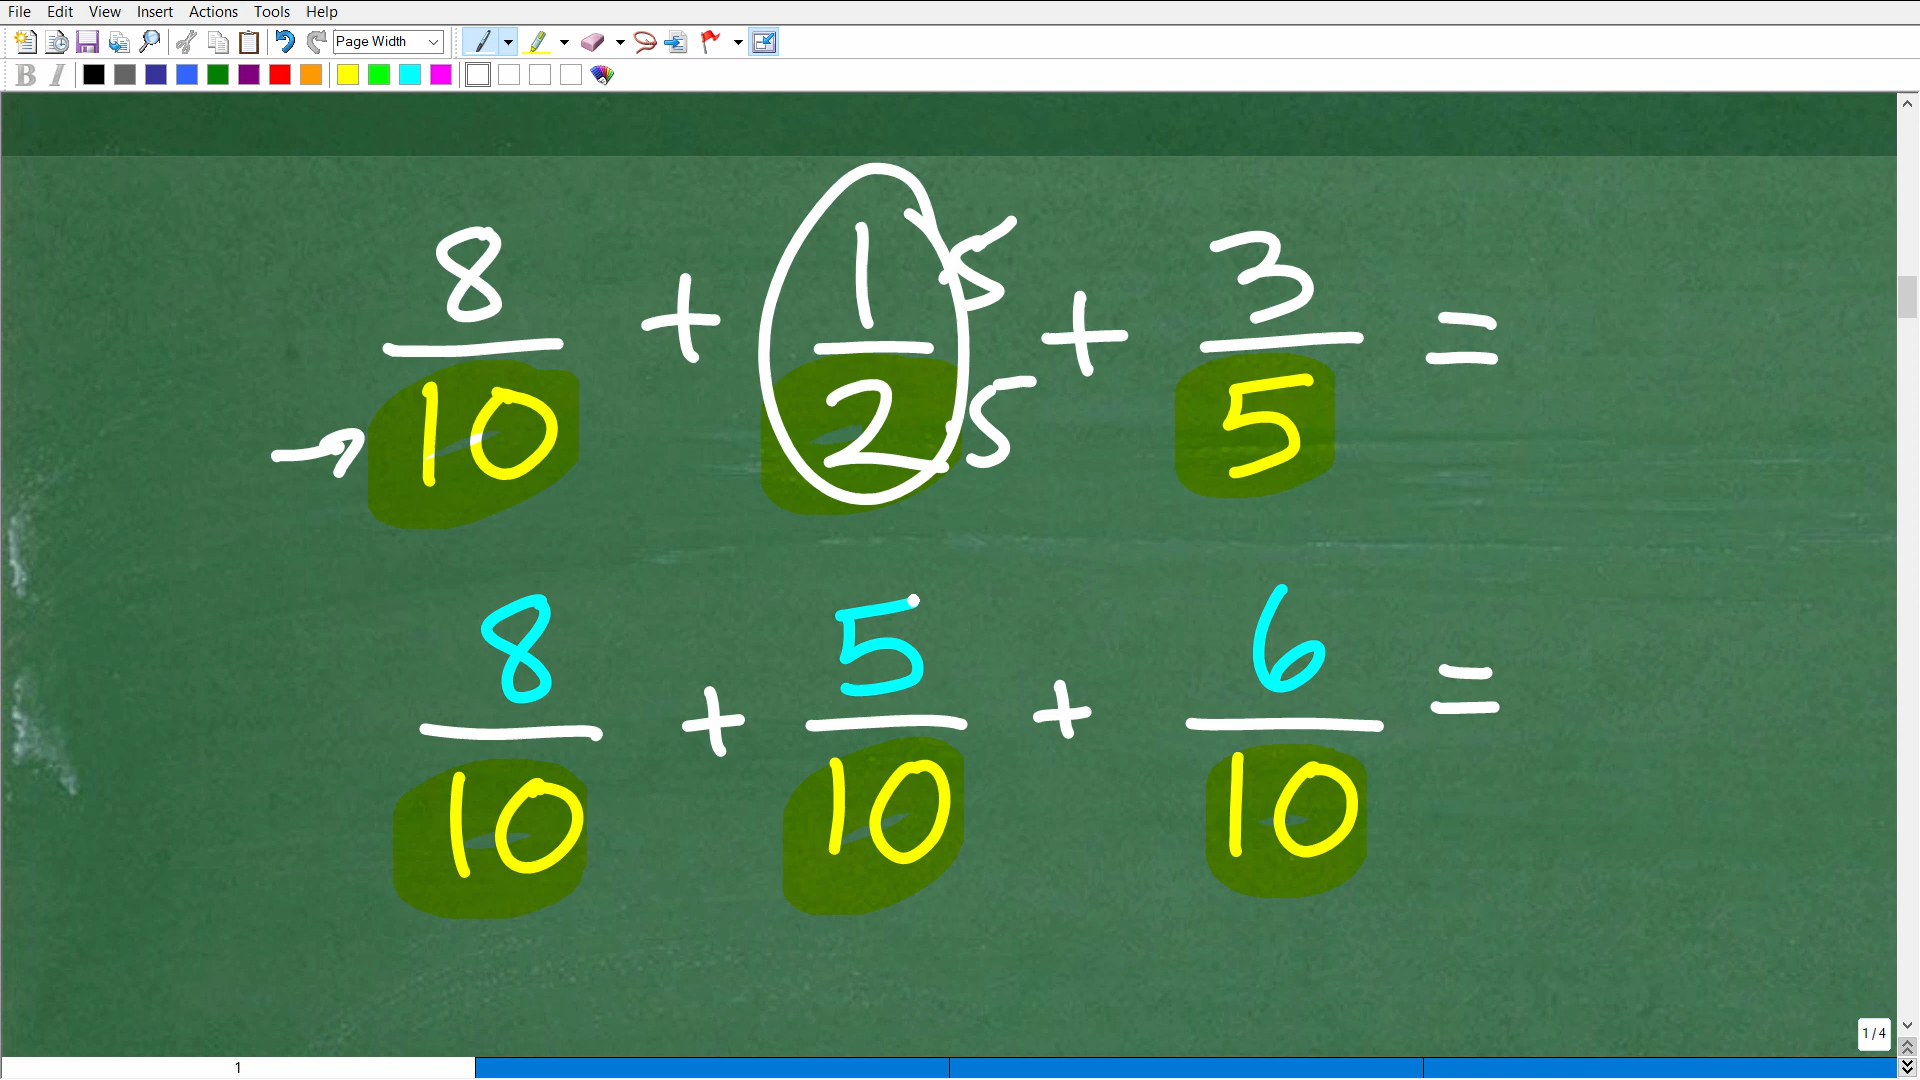 File Edit View Insert Actions Tools Help
Page Width
B I
8/10 + 1/2 5/5 + 3/5 =
8/10 + 5/10 + 6/10 =
1 / 4
1